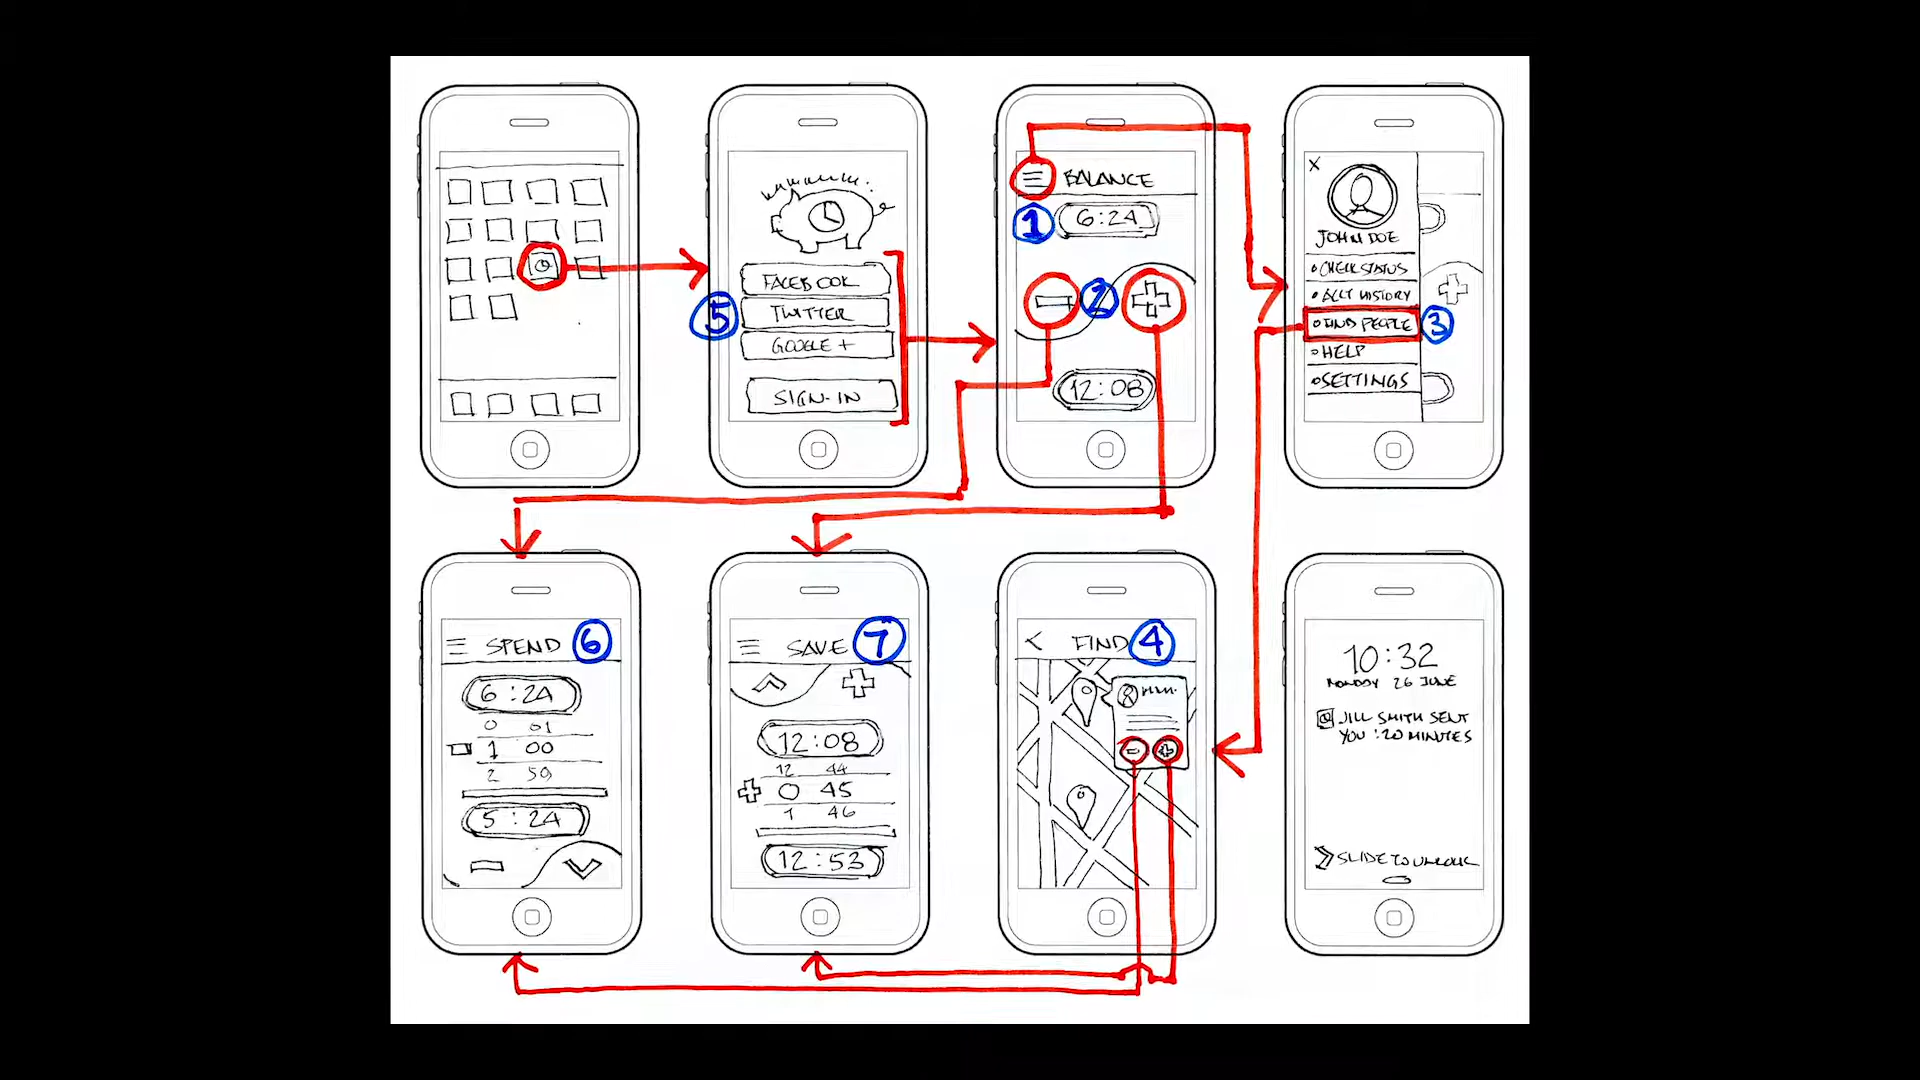 FACEBOOK
5
TWITTER
GOOGLE +
SIGN-IN
BALANCE
1
6:24
2
12:08
X
JOHN DOE
CHECK STATUS
ACCT HISTORY
FIND PEOPLE
3
HELP
SETTINGS
SPEND 6
6:24
0 01
1 00
2 59
5:24
SAVE 7
12:08
12 44
0 45
1 46
12:53
FIND 4
10:32
MONDAY 26 JUNE
JILL SMITH SENT
YOU :20 MINUTES
SLIDE TO UNLOCK